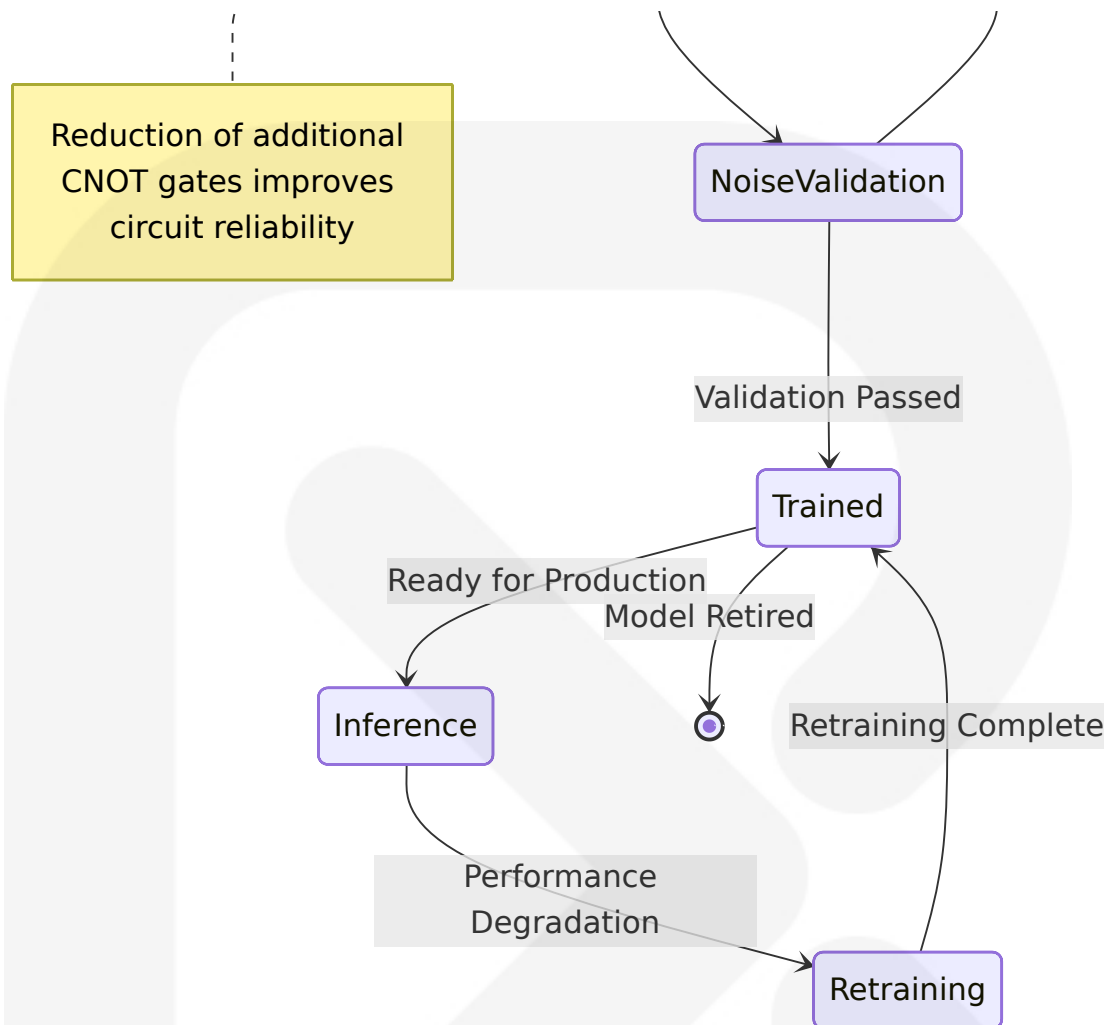 Reduction of additional
CNOT gates improves
circuit reliability
NoiseValidation
Validation Passed
Trained
Ready for Production
Model Retired
Inference
Retraining Complete
Performance
Degradation
Retraining